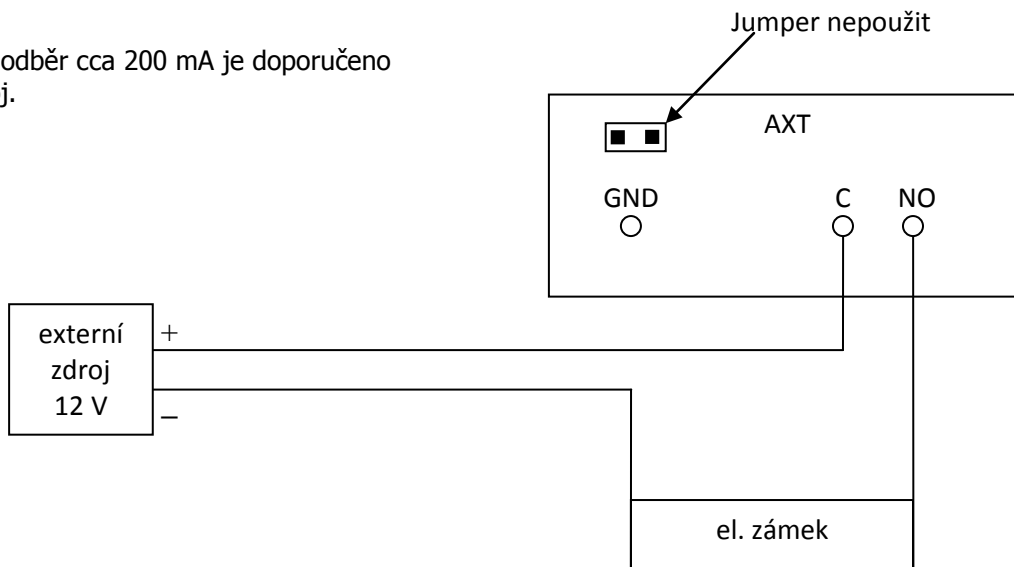 Jumper nepoužit
odběr cca 200 mA je doporučeno
j.
AXT
GND
C
NO
externí
zdroj
12 V
+
–
el. zámek